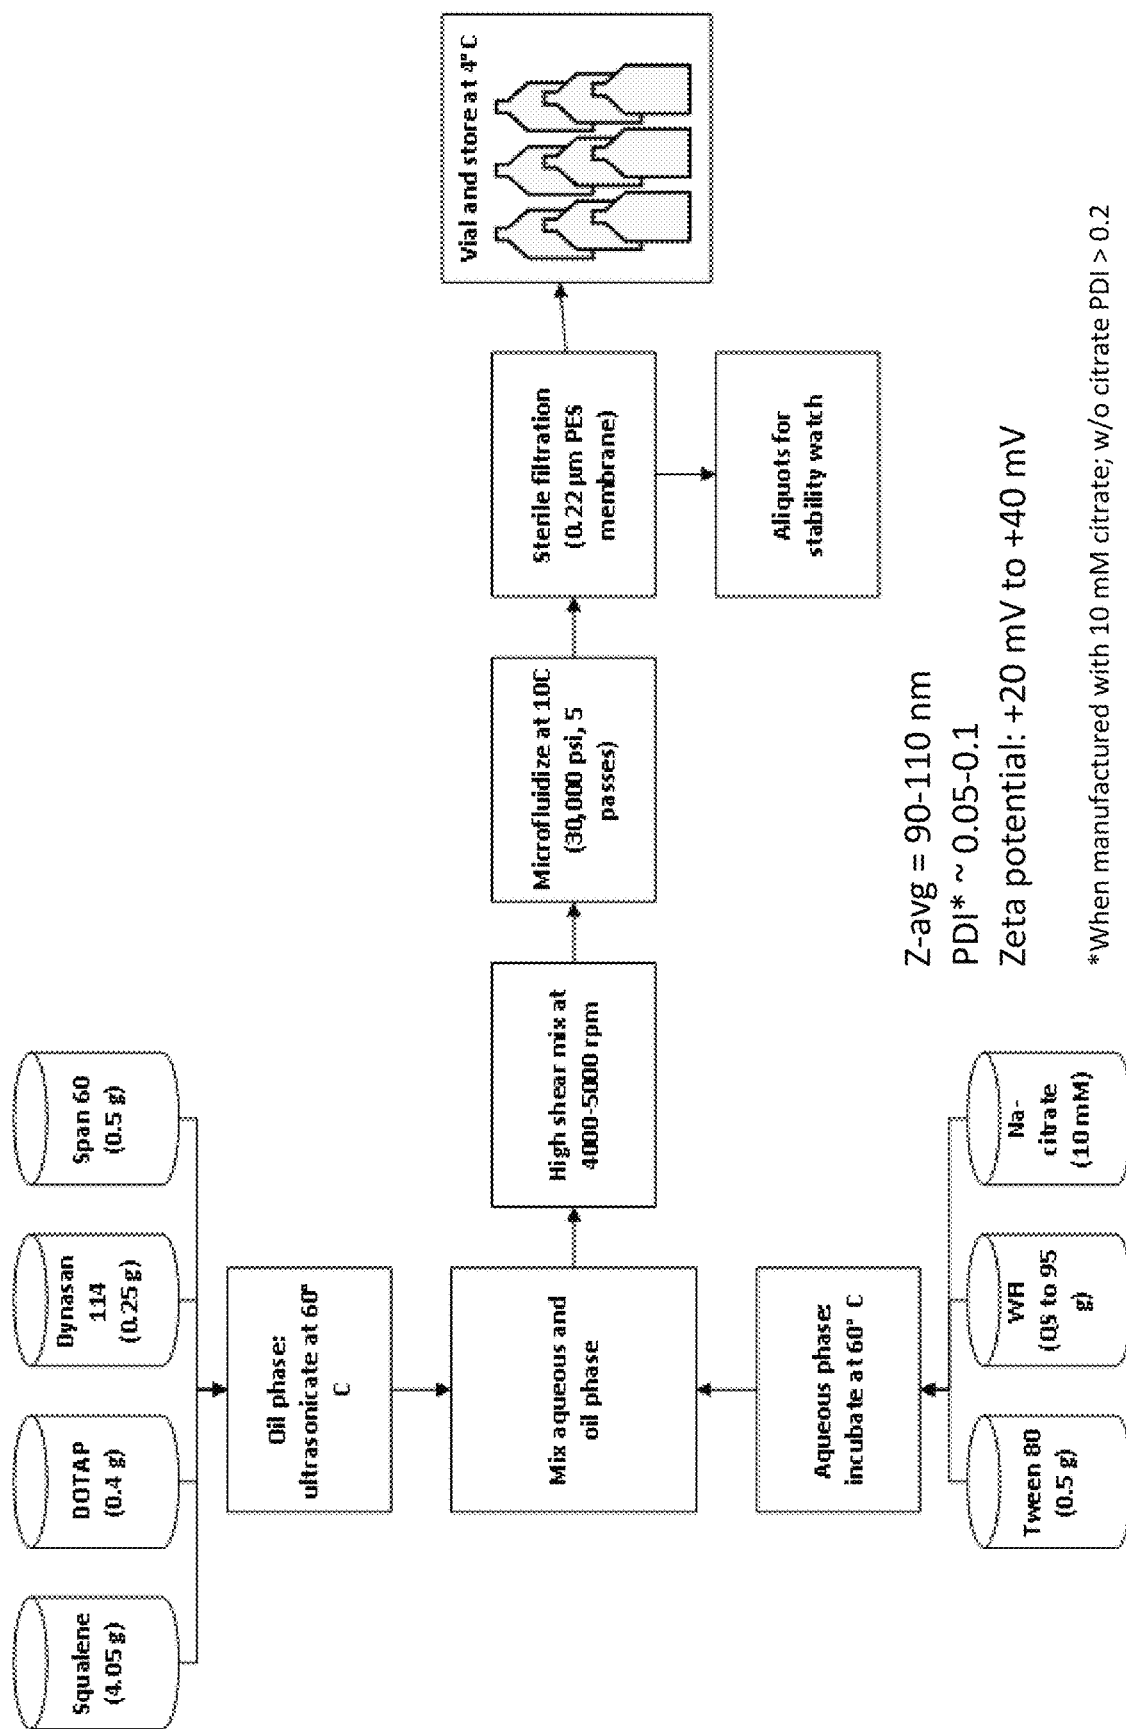 Squalene
(4.05 g)
DOTAP
(0.4 g)
Dynasan
114
(0.25 g)
Span 60
(0.5 g)
Oil phase:
ultrasonicate at 60°
C
Mix aqueous and
oil phase
Aqueous phase:
incubate at 60° C
Tween 80
(0.5 g)
WFI
(QS to 95
g)
Na-
citrate
(10 mM)
High shear mix at
4000-5000 rpm
Microfluidize at 10C
(30,000 psi, 5
passes)
Sterile filtration
(0.22 µm PES
membrane)
Aliquots for
stability watch
Vial and store at 4°C
Z-avg = 90-110 nm
PDI* ~ 0.05-0.1
Zeta potential: +20 mV to +40 mV
*When manufactured with 10 mM citrate; w/o citrate PDI > 0.2